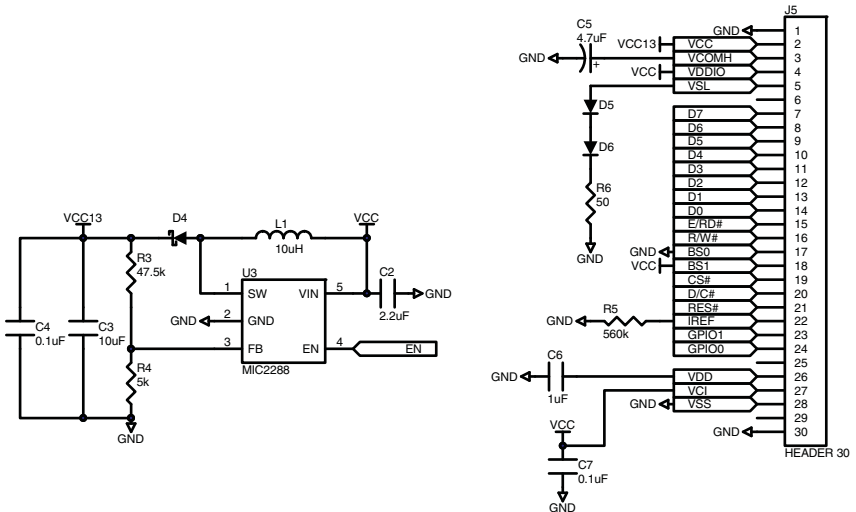 VCC13
D4
L1
10uH
VCC
R3
47.5k
U3
1
SW
VIN
5
C2
GND
2.2uF
GND
2
GND
C4
0.1uF
C3
10uF
3
FB
EN
4
EN
MIC2288
R4
5k
GND
J5
C5
4.7uF
+
GND
GND
1
VCC13
VCC
2
VCOMH
3
VCC
VDDIO
4
VSL
5
6
D5
D7
7
D6
8
D5
9
D6
D4
10
D3
11
R6
50
D2
12
D1
13
D0
14
E/RD#
15
R/W#
16
GND
GND
BS0
17
VCC
BS1
18
CS#
19
D/C#
20
RES#
21
GND
R5
560k
IREF
22
GPIO1
23
GPIO0
24
25
GND
C6
1uF
VDD
26
VCI
27
GND
VSS
28
29
VCC
GND
30
HEADER 30
C7
0.1uF
GND